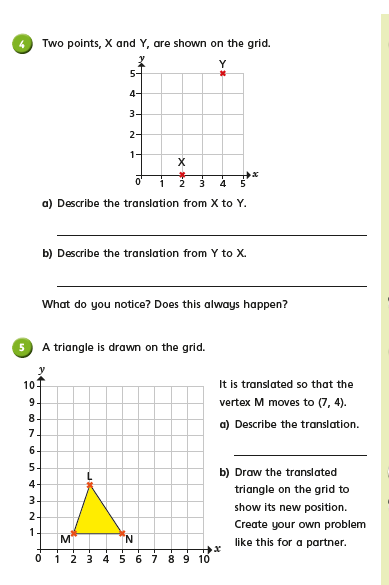 4 Two points, X and Y, are shown on the grid.
y
5
Y
4
3
2
1
X
0 1 2 3 4 5 x
a) Describe the translation from X to Y.
b) Describe the translation from Y to X.
What do you notice? Does this always happen?
5 A triangle is drawn on the grid.
y
10
9
8
7
6
5
4
3
2
1
L
M
N
0 1 2 3 4 5 6 7 8 9 10 x
It is translated so that the
vertex M moves to (7, 4).
a) Describe the translation.
b) Draw the translated
triangle on the grid to
show its new position.
Create your own problem
like this for a partner.